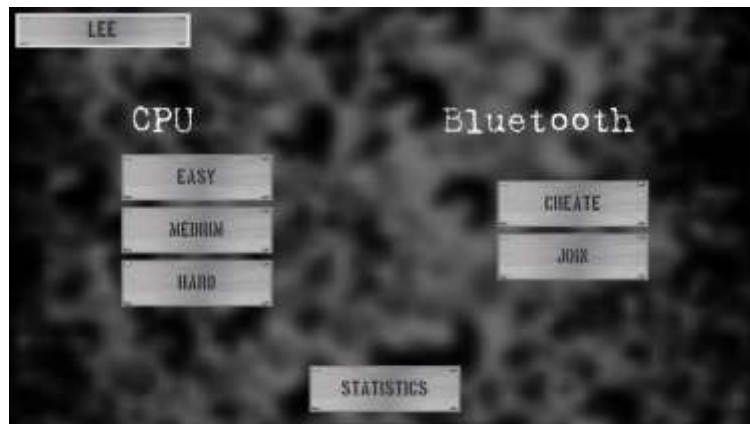 LEE
CPU
Bluetooth
EASY
MEDIUM
HARD
CREATE
JOIN
STATISTICS